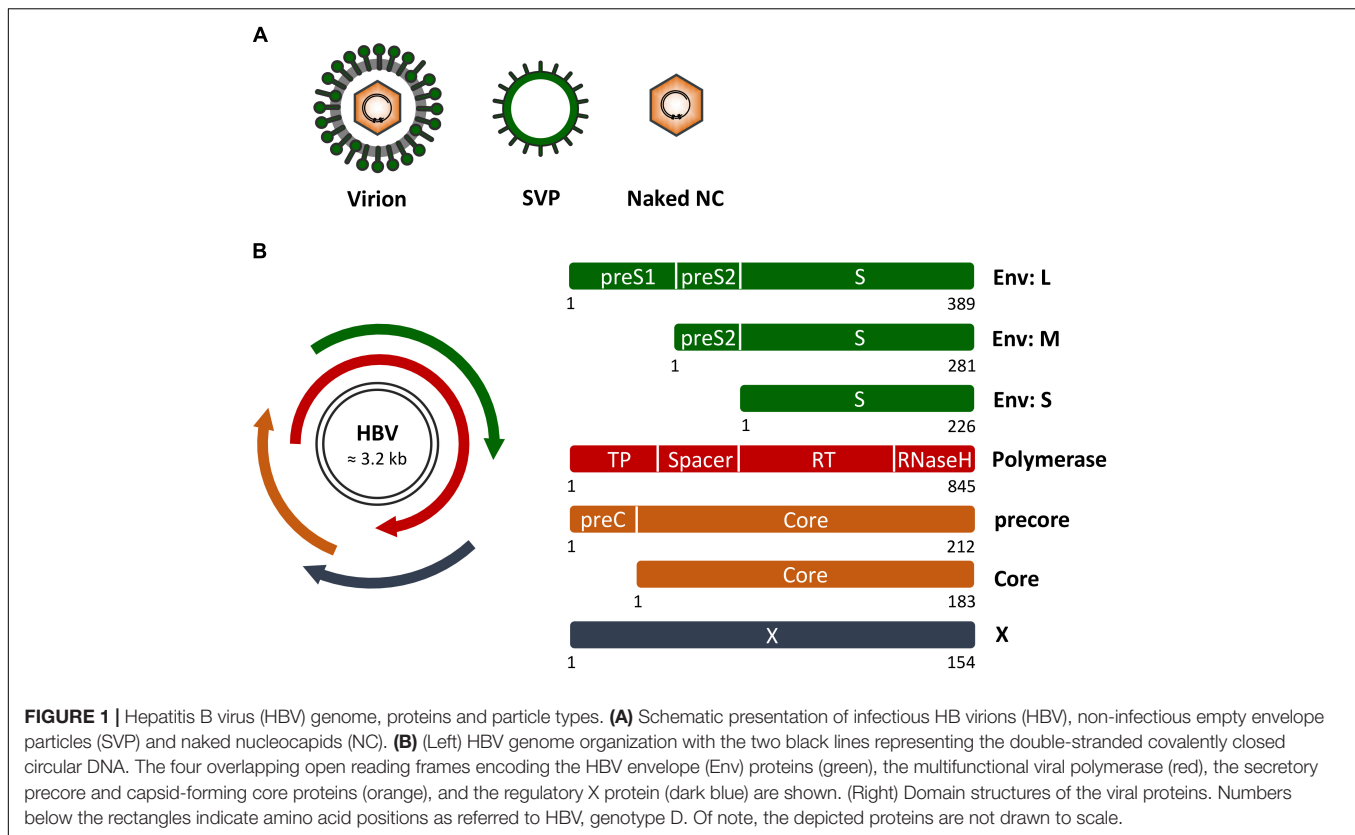 A
Virion
SVP
Naked NC
B
HBV
≈ 3.2 kb
preS1 preS2 S Env: L
1 389
preS2 S Env: M
1 281
S Env: S
1 226
TP Spacer RT RNaseH Polymerase
1 845
preC Core precore
1 212
Core Core
1 183
X X
1 154
FIGURE 1 | Hepatitis B virus (HBV) genome, proteins and particle types. (A) Schematic presentation of infectious HB virions (HBV), non-infectious empty envelope
particles (SVP) and naked nucleocapids (NC). (B) (Left) HBV genome organization with the two black lines representing the double-stranded covalently closed
circular DNA. The four overlapping open reading frames encoding the HBV envelope (Env) proteins (green), the multifunctional viral polymerase (red), the secretory
precore and capsid-forming core proteins (orange), and the regulatory X protein (dark blue) are shown. (Right) Domain structures of the viral proteins. Numbers
below the rectangles indicate amino acid positions as referred to HBV, genotype D. Of note, the depicted proteins are not drawn to scale.